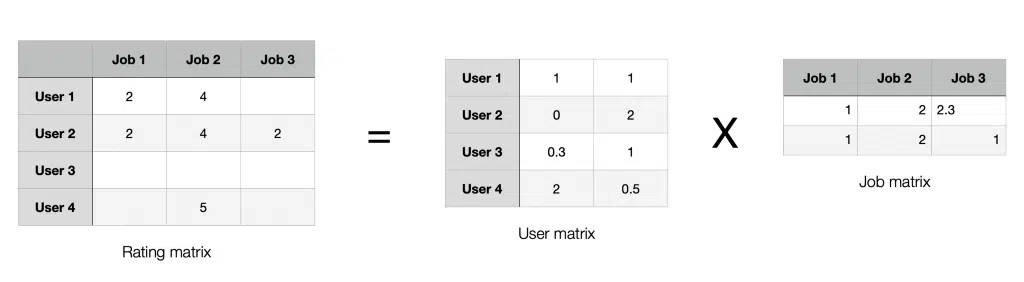 Job 1 Job 2 Job 3
User 1 2 4
User 2 2 4 2
User 3
User 4 5
Rating matrix
=
User 1 1 1
User 2 0 2
User 3 0.3 1
User 4 2 0.5
User matrix
X
Job 1 Job 2 Job 3
1 2 2.3
1 2 1
Job matrix